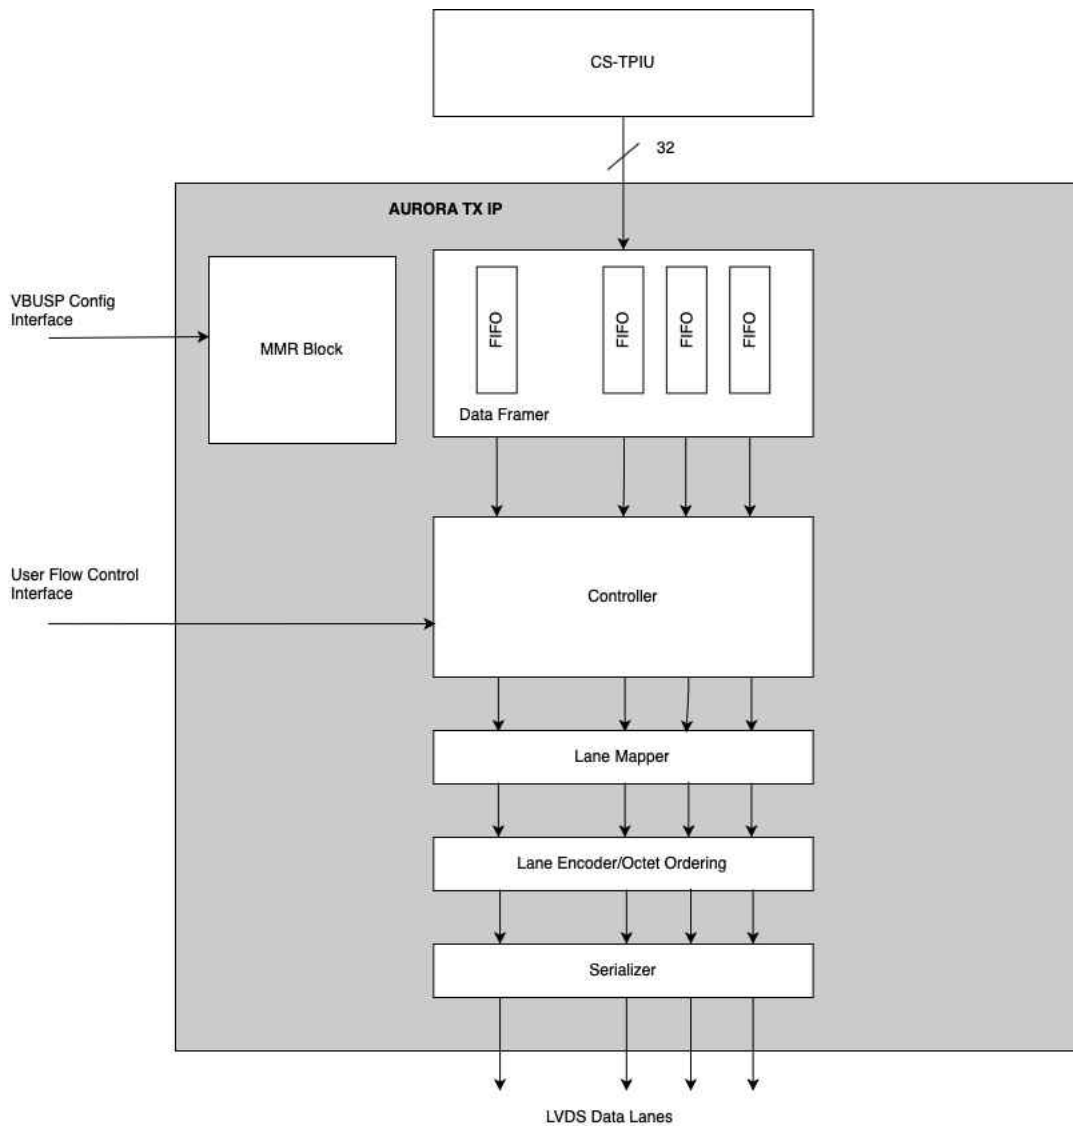 CS-TPIU
32
AURORA TX IP
VBUSP Config
Interface
MMR Block
FIFO
FIFO
FIFO
FIFO
Data Framer
User Flow Control
Interface
Controller
Lane Mapper
Lane Encoder/Octet Ordering
Serializer
LVDS Data Lanes